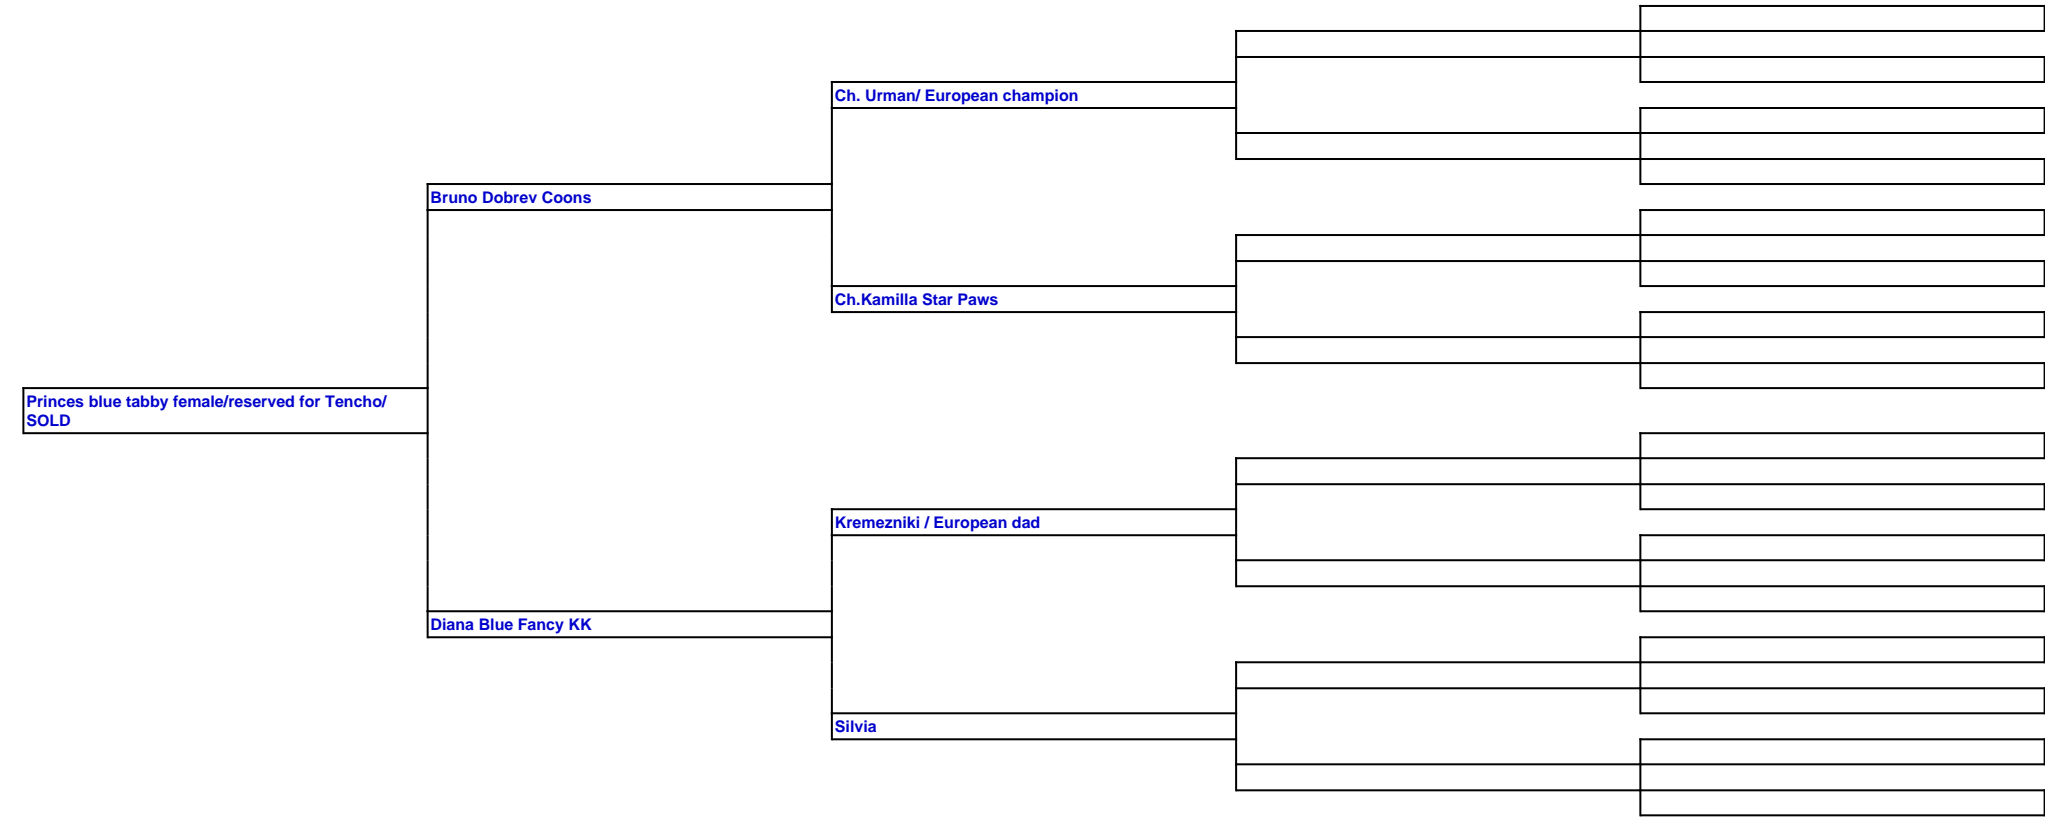 Ch. Urman/ European champion
Bruno Dobrev Coons
Ch.Kamilla Star Paws
Princes blue tabby female/reserved for Tencho/
SOLD
Kremezniki / European dad
Diana Blue Fancy KK
Silvia